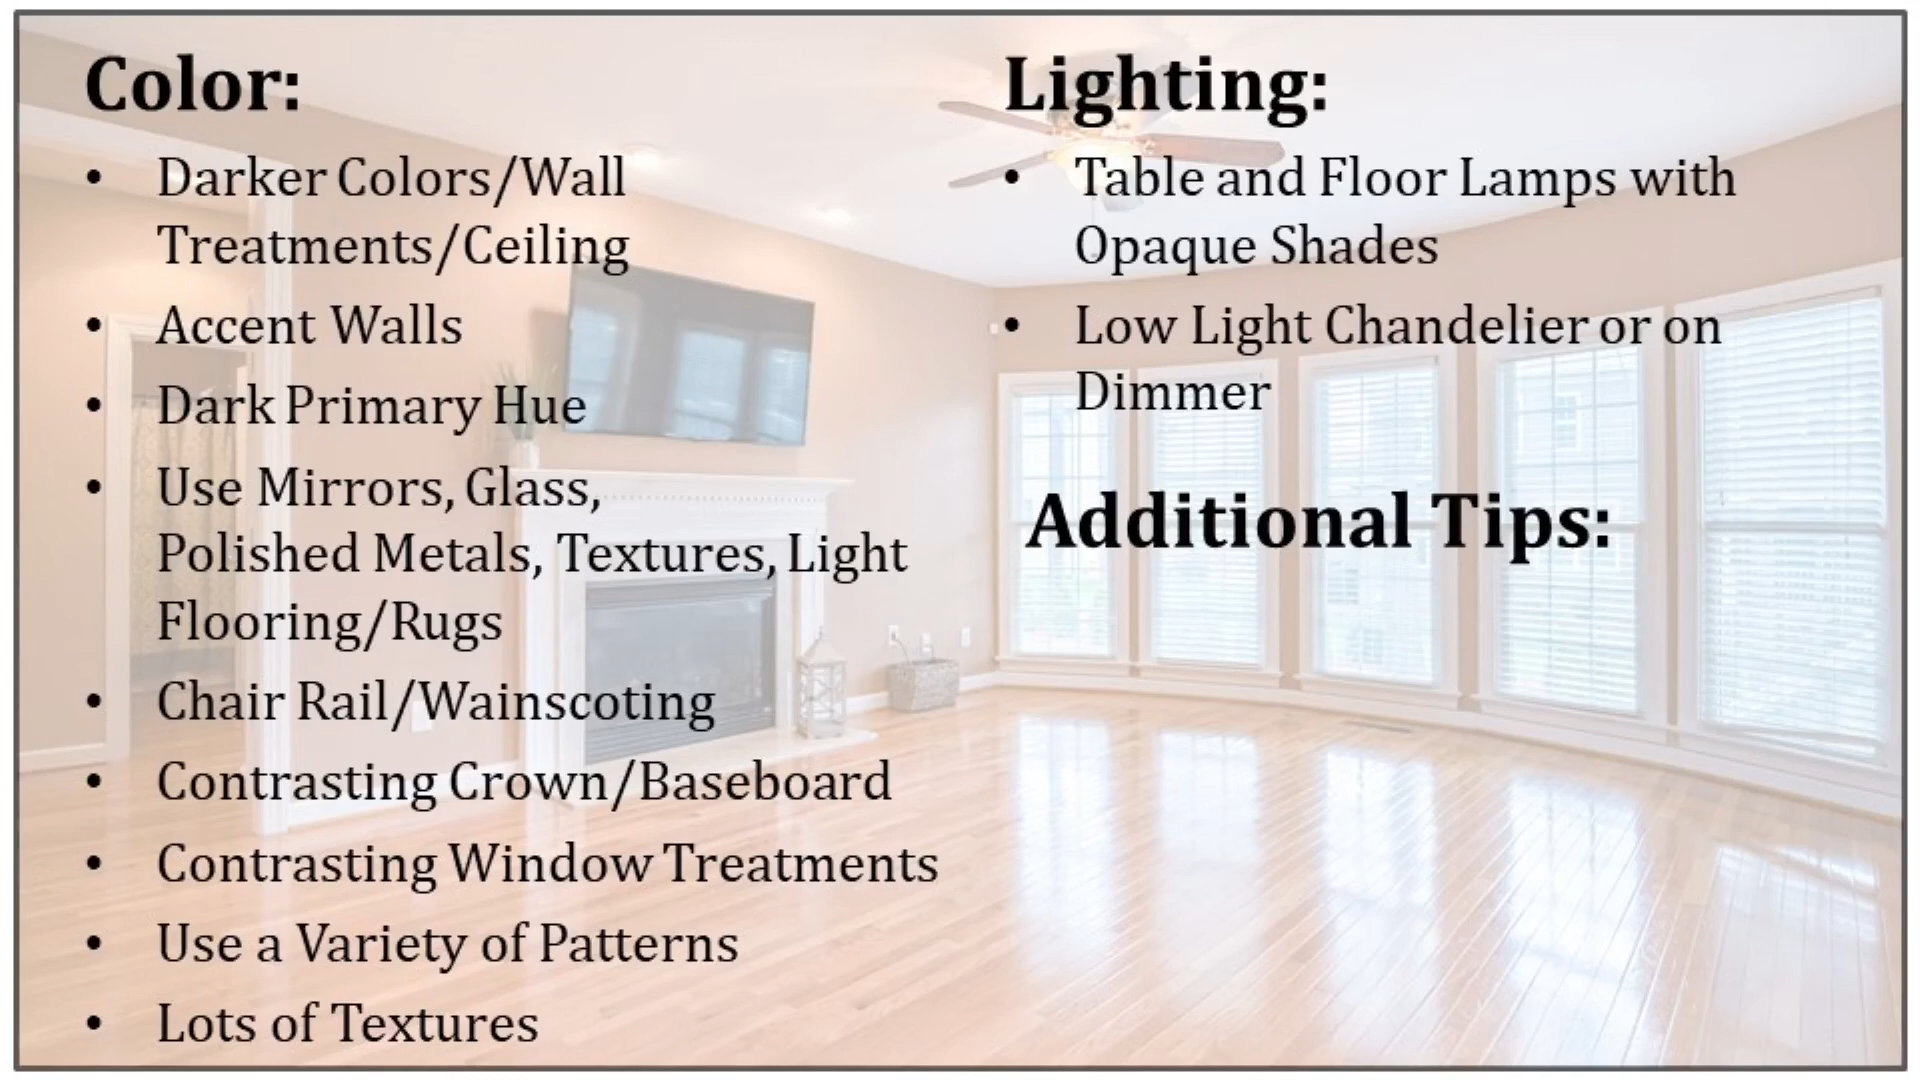 Color:
• Darker Colors/Wall
Treatments/Ceiling
• Accent Walls
• Dark Primary Hue
• Use Mirrors, Glass,
Polished Metals, Textures, Light
Flooring/Rugs
• Chair Rail/Wainscoting
• Contrasting Crown/Baseboard
• Contrasting Window Treatments
• Use a Variety of Patterns
• Lots of Textures
Lighting:
• Table and Floor Lamps with
Opaque Shades
• Low Light Chandelier or on
Dimmer
Additional Tips: